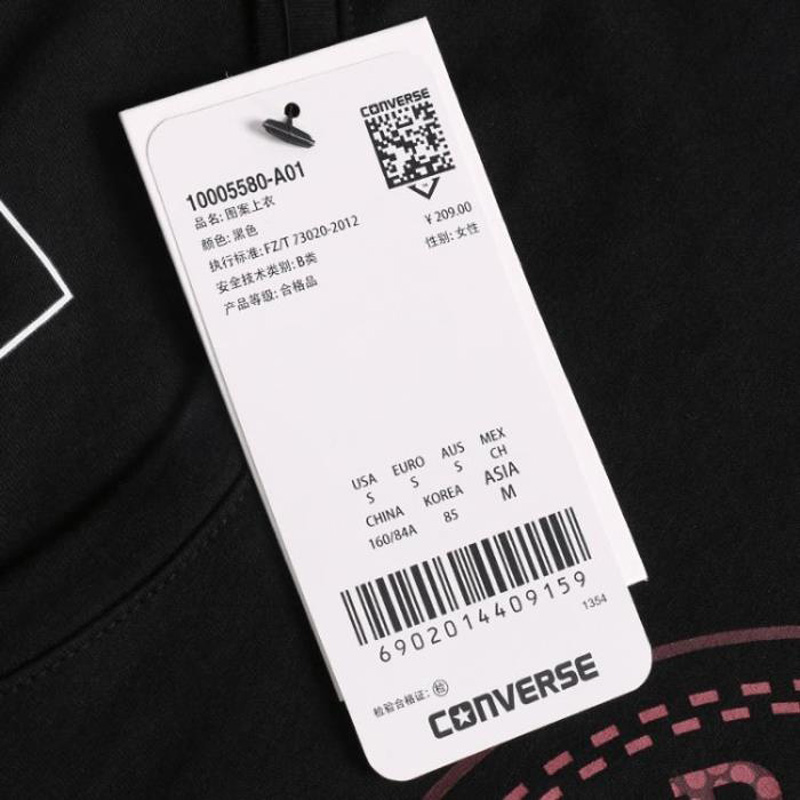 CONVERSE
10005580-A01
品名: 图案上衣
颜色: 黑色
¥ 209.00
执行标准: FZ/T 73020-2012
性别: 女性
安全技术类别: B类
产品等级: 合格品
USA EURO AUS MEX
S S S CH
CHINA KOREA ASIA
160/84A 85 M
6902014409159
1354
检验合格证: 检
CONVERSE